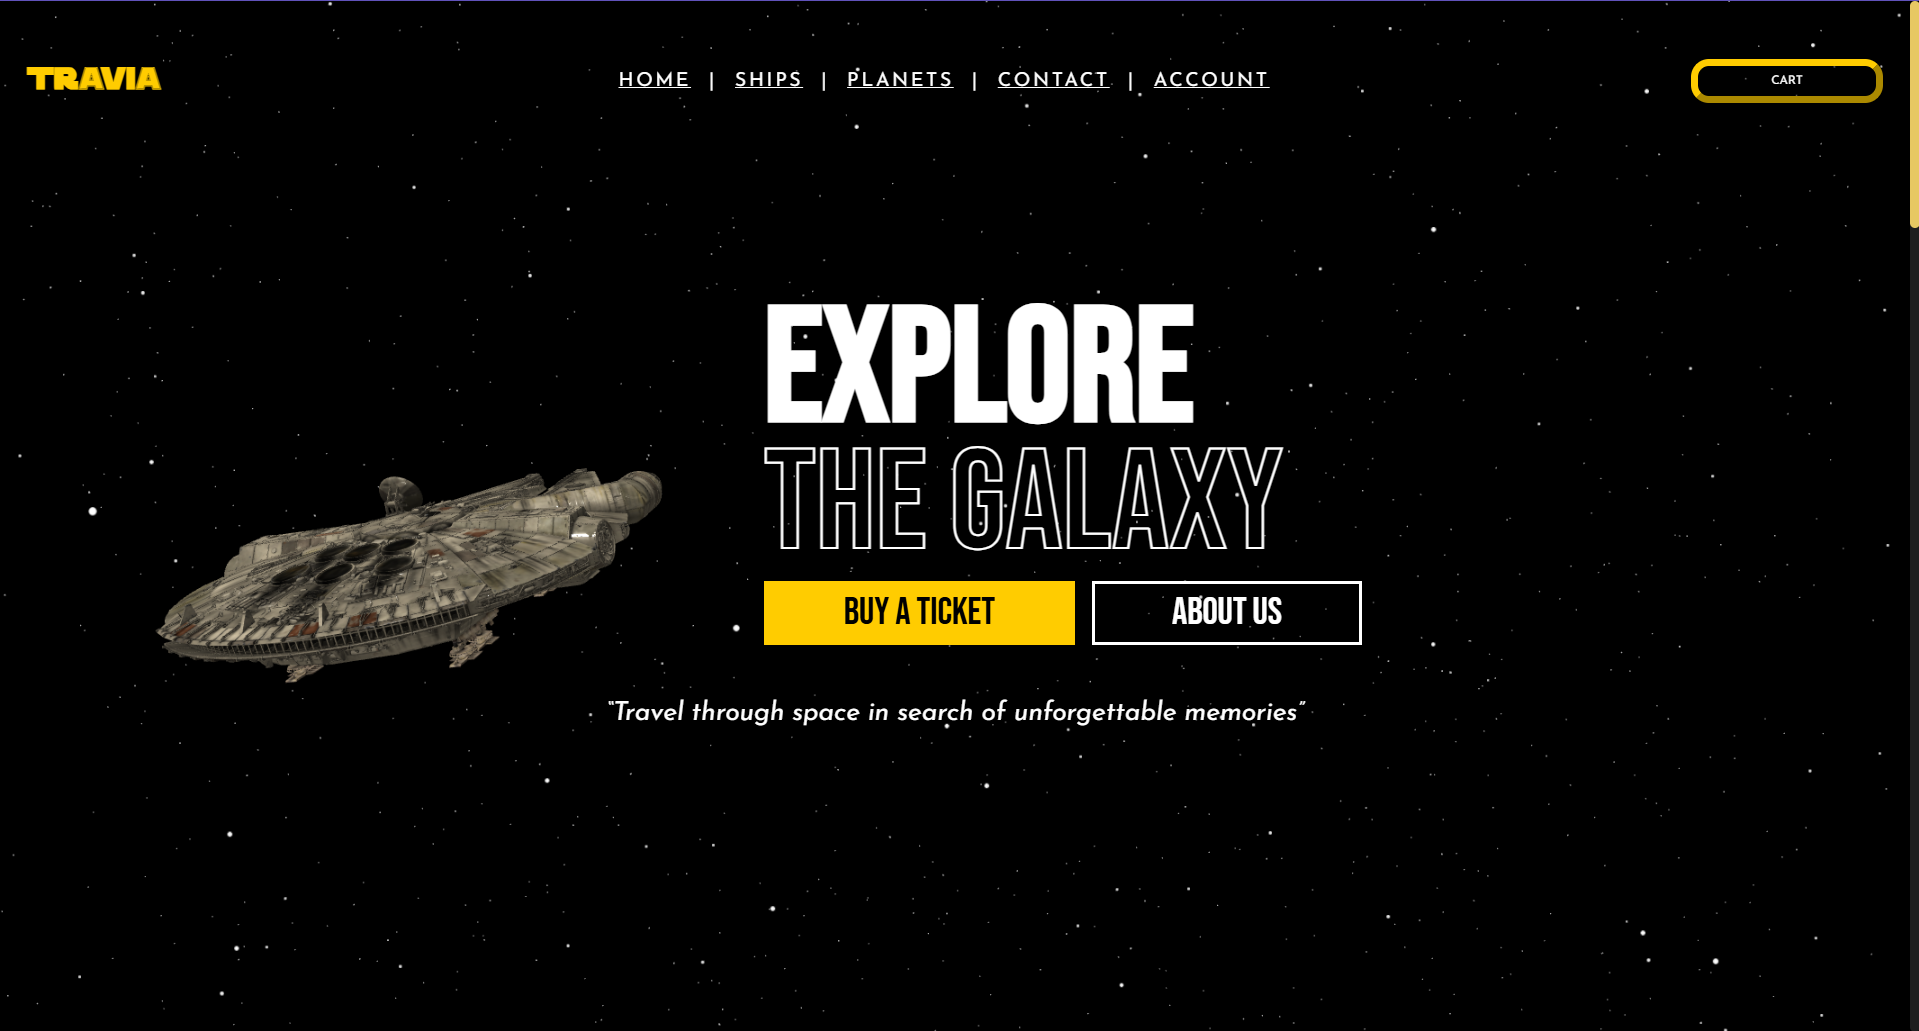 TRAVIA
HOME | SHIPS | PLANETS | CONTACT | ACCOUNT
CART
EXPLORE
THE GALAXY
BUY A TICKET
ABOUT US
“Travel through space in search of unforgettable memories”